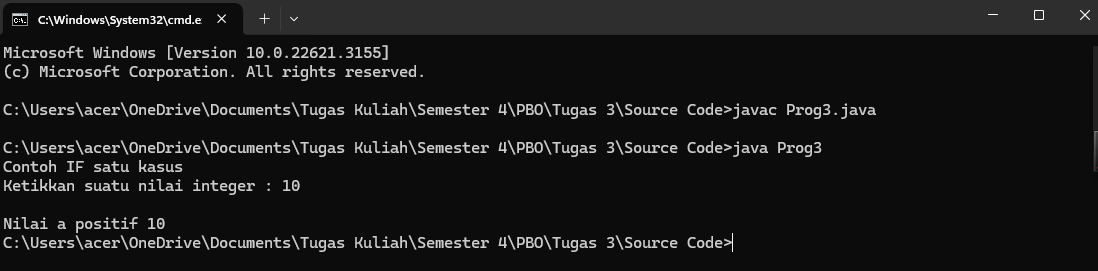 C:\Windows\System32\cmd.e
Microsoft Windows [Version 10.0.22621.3155]
(c) Microsoft Corporation. All rights reserved.
C:\Users\acer\OneDrive\Documents\Tugas Kuliah\Semester 4\PBO\Tugas 3\Source Code>javac Prog3.java
C:\Users\acer\OneDrive\Documents\Tugas Kuliah\Semester 4\PBO\Tugas 3\Source Code>java Prog3
Contoh IF satu kasus
Ketikkan suatu nilai integer : 10
Nilai a positif 10
C:\Users\acer\OneDrive\Documents\Tugas Kuliah\Semester 4\PBO\Tugas 3\Source Code>